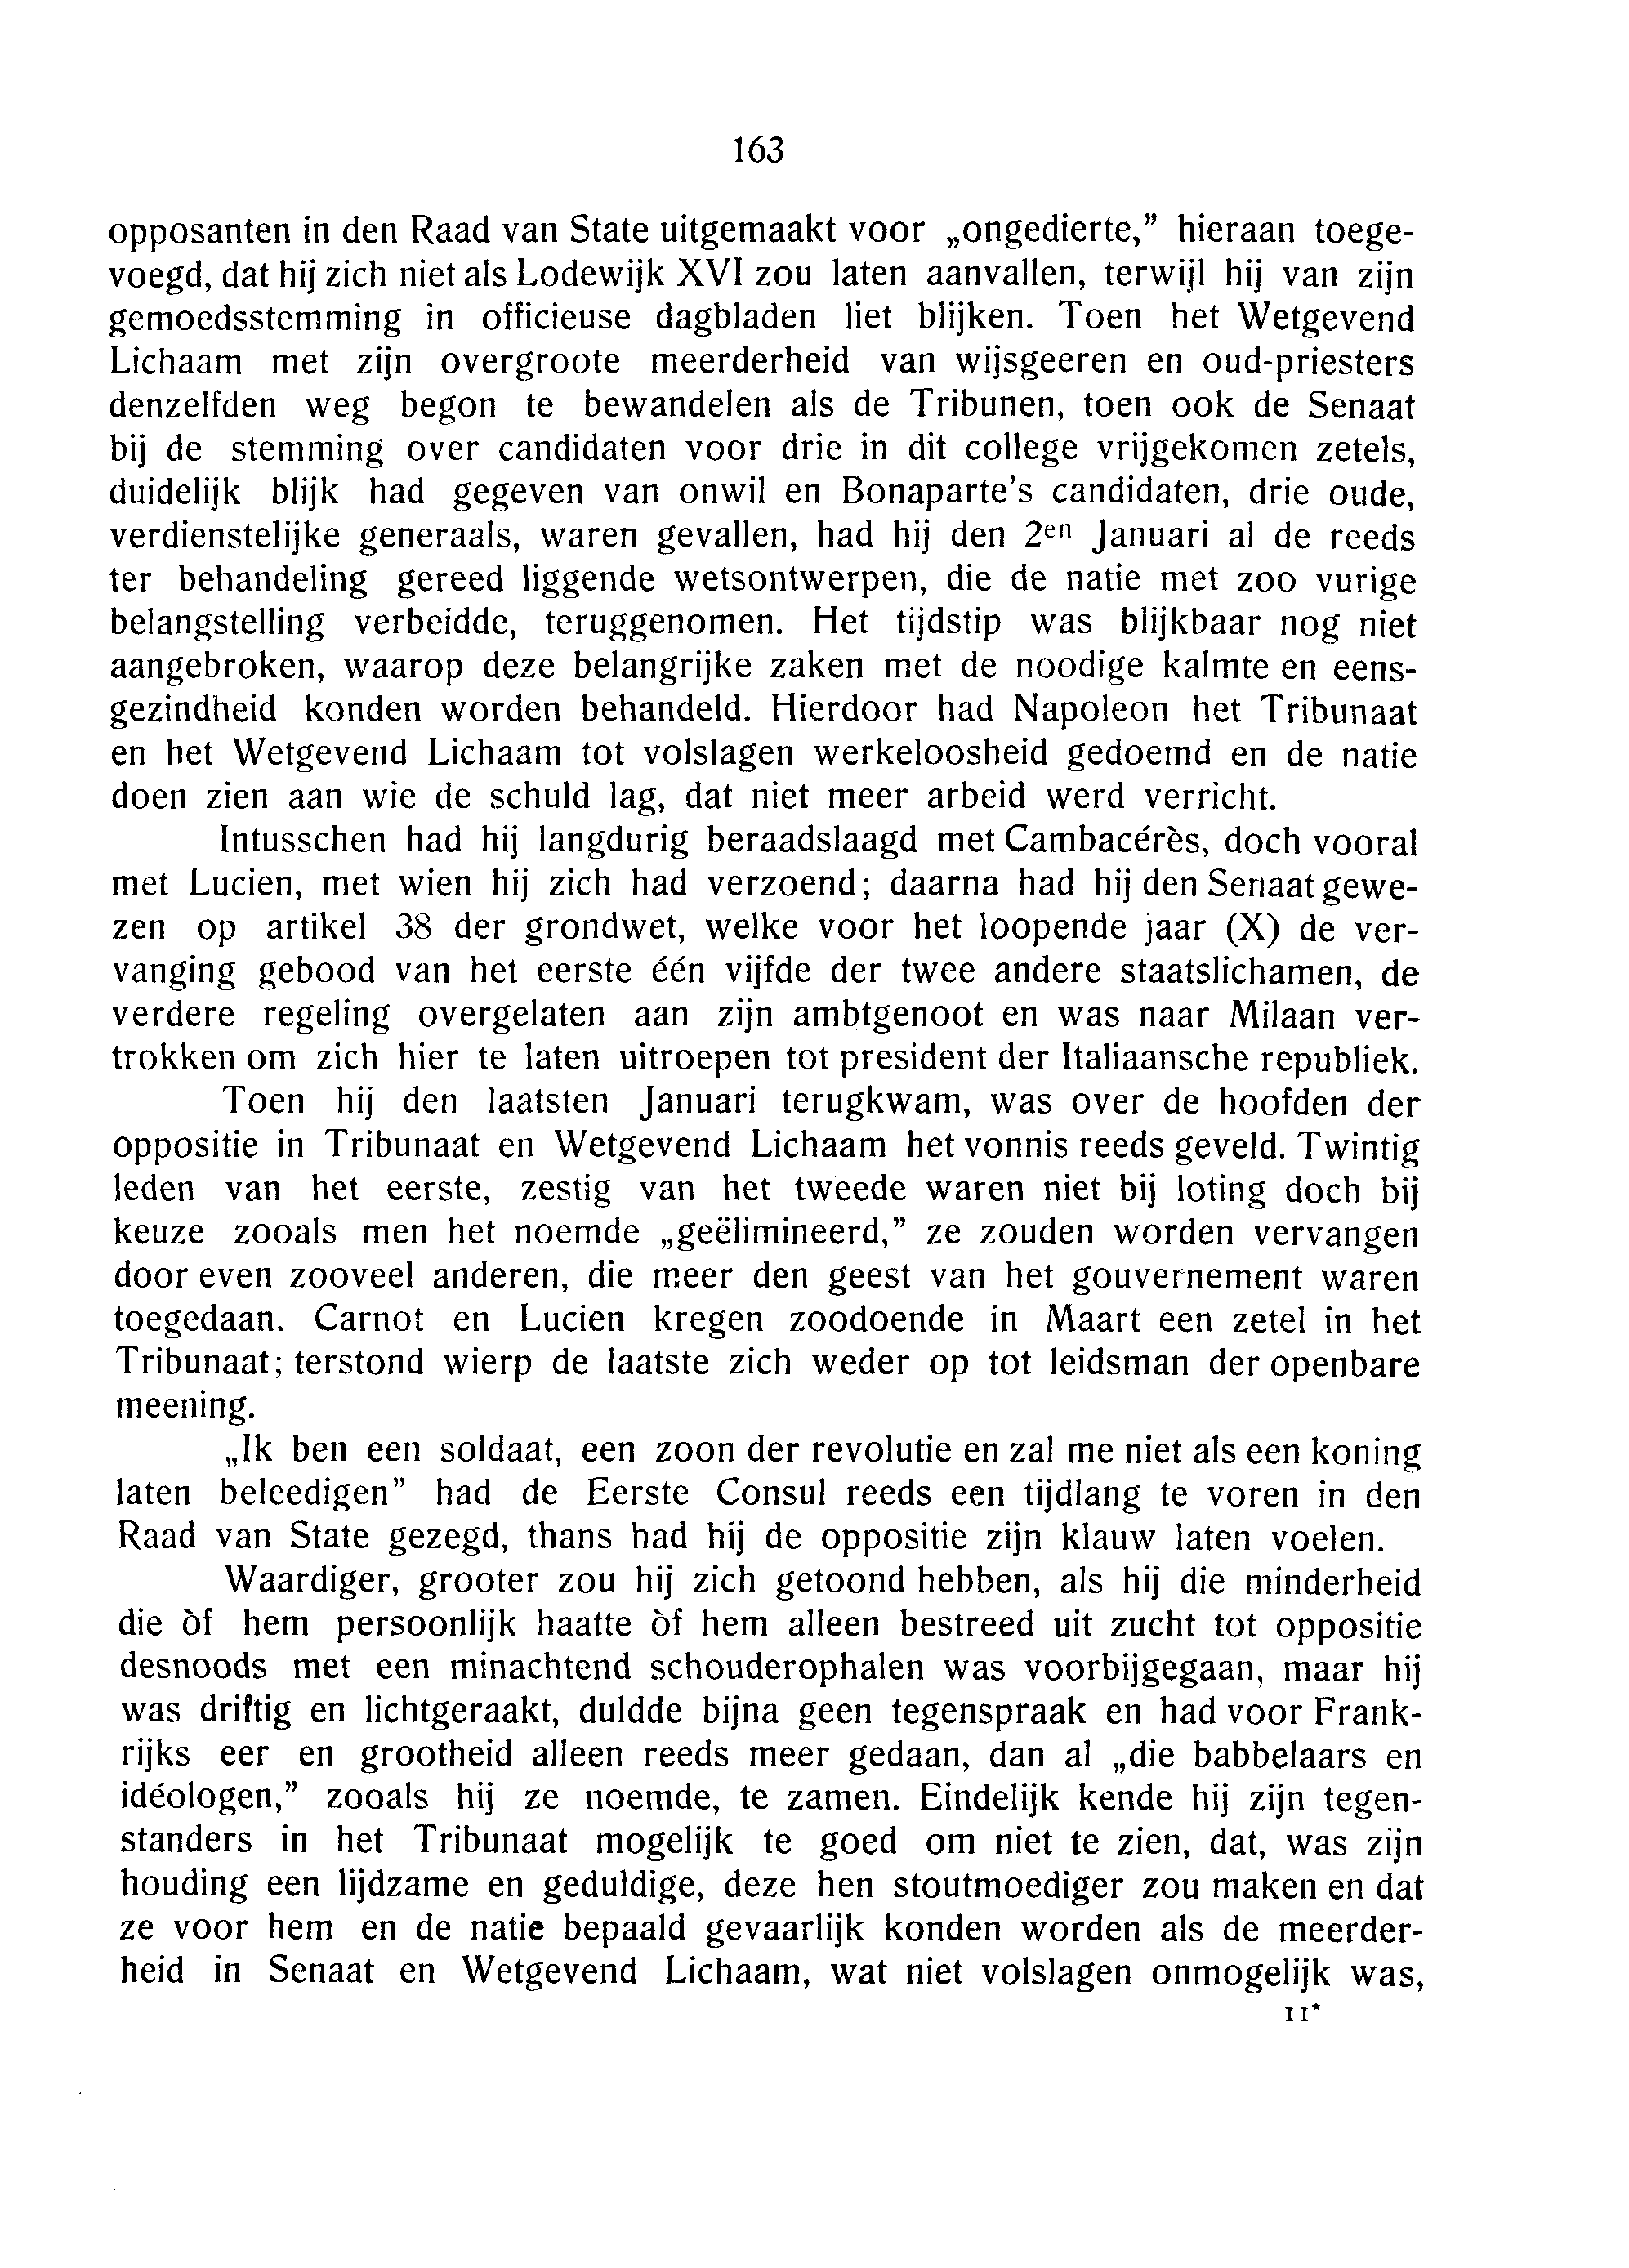 163
opposanten in den Raad van State uitgemaakt voor „ongedierte,” hieraan toege-
voegd, dat hij zich niet als Lodewijk XVI zou laten aanvallen, terwijl hij van zijn
gemoedsstemming in officieuse dagbladen liet blijken. Toen het Wetgevend
Lichaam met zijn overgroote meerderheid van wijsgeeren en oud-priesters
denzelfden weg begon te bewandelen als de Tribunen, toen ook de Senaat
bij de stemming over candidaten voor drie in dit college vrijgekomen zetels,
duidelijk blijk had gegeven van onwil en Bonaparte's candidaten, drie oude,
verdienstelijke generaals, waren gevallen, had hij den 2en Januari al de reeds
ter behandeling gereed liggende wetsontwerpen, die de natie met zoo vurige
belangstelling verbeidde, teruggenomen. Het tijdstip was blijkbaar nog niet
aangebroken, waarop deze belangrijke zaken met de noodige kalmte en eens-
gezindheid konden worden behandeld. Hierdoor had Napoleon het Tribunaat
en het Wetgevend Lichaam tot volslagen werkeloosheid gedoemd en de natie
doen zien aan wie de schuld lag, dat niet meer arbeid werd verricht.
Intusschen had hij langdurig beraadslaagd met Cambacérès, doch vooral
met Lucien, met wien hij zich had verzoend; daarna had hij den Senaat gewe-
zen op artikel 38 der grondwet, welke voor het loopende jaar (X) de ver-
vanging gebood van het eerste één vijfde der twee andere staatslichamen, de
verdere regeling overgelaten aan zijn ambtgenoot en was naar Milaan ver-
trokken om zich hier te laten uitroepen tot president der Italiaansche republiek.
Toen hij den laatsten Januari terugkwam, was over de hoofden der
oppositie in Tribunaat en Wetgevend Lichaam het vonnis reeds geveld. Twintig
leden van het eerste, zestig van het tweede waren niet bij loting doch bij
keuze zooals men het noemde „geëlimineerd,” ze zouden worden vervangen
door even zooveel anderen, die meer den geest van het gouvernement waren
toegedaan. Carnot en Lucien kregen zoodoende in Maart een zetel in het
Tribunaat; terstond wierp de laatste zich weder op tot leidsman der openbare
meening.
„Ik ben een soldaat, een zoon der revolutie en zal me niet als een koning
laten beleedigen” had de Eerste Consul reeds een tijdlang te voren in den
Raad van State gezegd, thans had hij de oppositie zijn klauw laten voelen.
Waardiger, grooter zou hij zich getoond hebben, als hij die minderheid
die òf hem persoonlijk haatte òf hem alleen bestreed uit zucht tot oppositie
desnoods met een minachtend schouderophalen was voorbijgegaan, maar hij
was driftig en lichtgeraakt, duldde bijna geen tegenspraak en had voor Frank-
rijks eer en grootheid alleen reeds meer gedaan, dan al „die babbelaars en
idéologen,” zooals hij ze noemde, te zamen. Eindelijk kende hij zijn tegen-
standers in het Tribunaat mogelijk te goed om niet te zien, dat, was zijn
houding een lijdzame en geduldige, deze hen stoutmoediger zou maken en dat
ze voor hem en de natie bepaald gevaarlijk konden worden als de meerder-
heid in Senaat en Wetgevend Lichaam, wat niet volslagen onmogelijk was,
11*